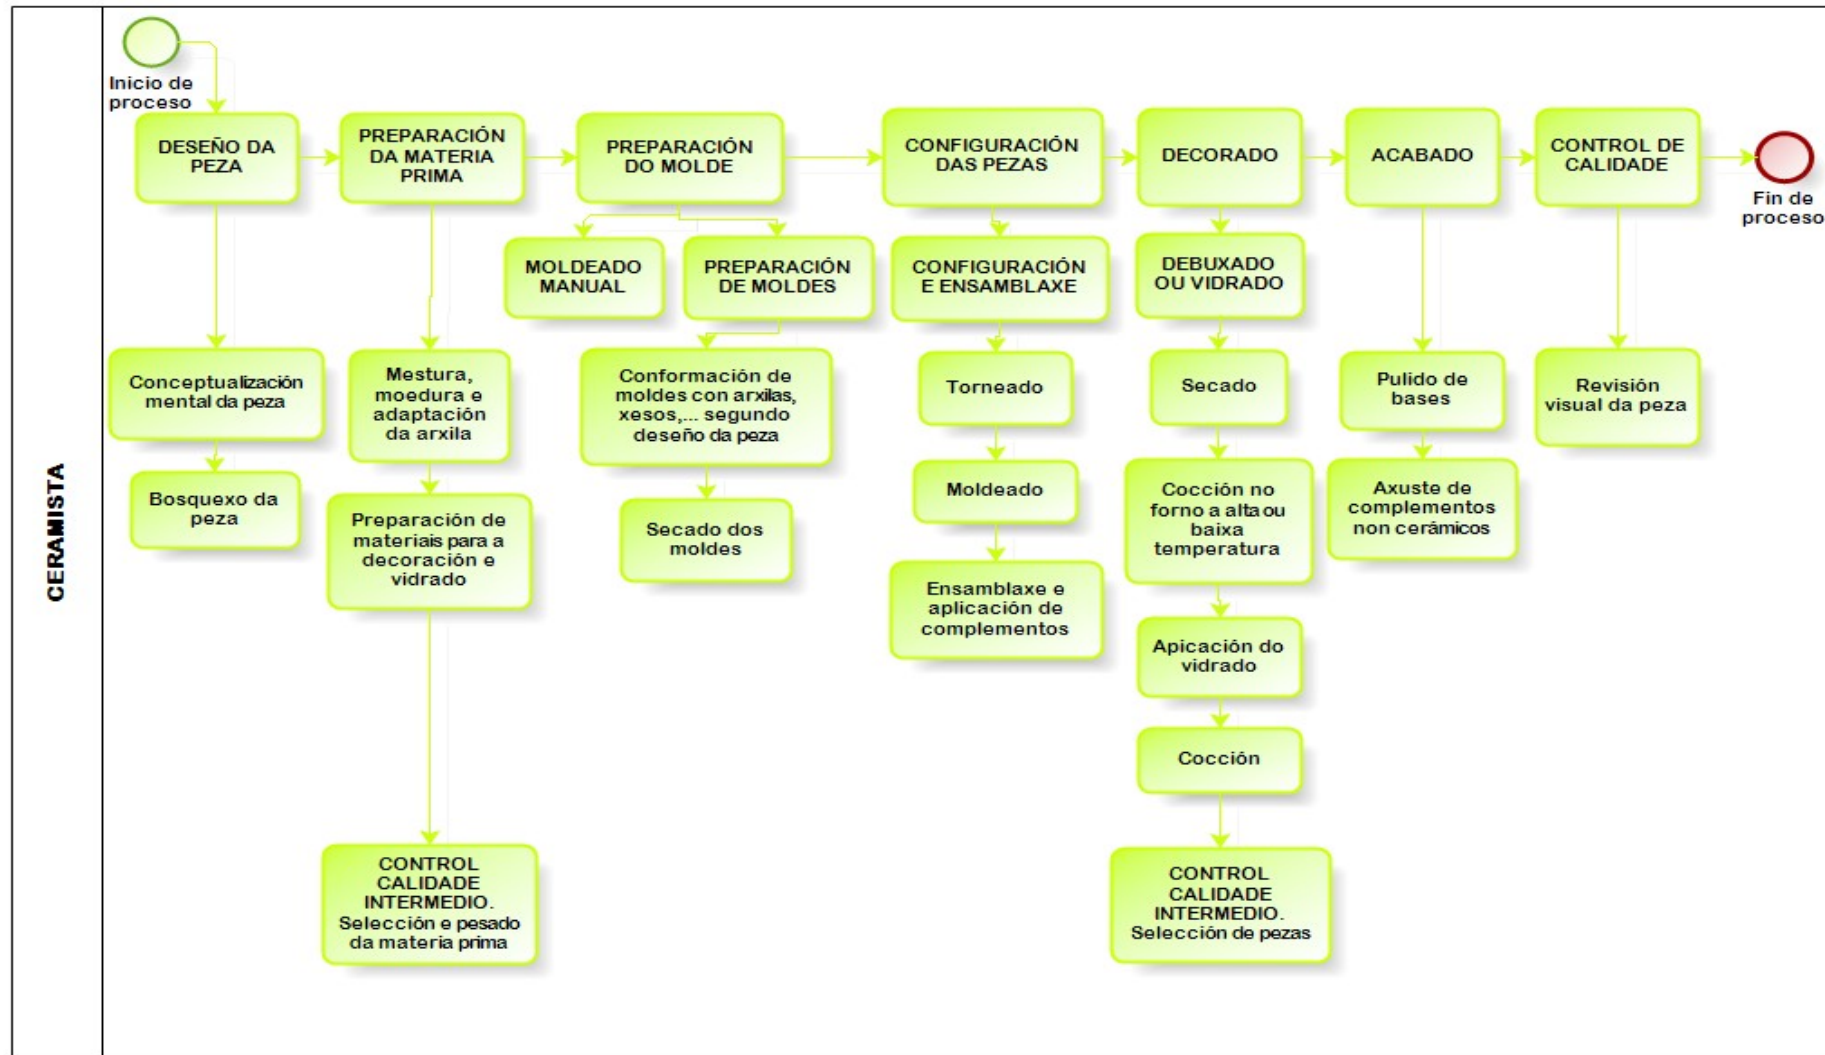 CERAMISTA
Inicio de
proceso
DESEÑO DA
PEZA
PREPARACIÓN
DA MATERIA
PRIMA
PREPARACIÓN
DO MOLDE
CONFIGURACIÓN
DAS PEZAS
DECORADO
ACABADO
CONTROL DE
CALIDADE
Fin de
proceso
MOLDEADO
MANUAL
PREPARACIÓN
DE MOLDES
CONFIGURACIÓN
E ENSAMBLAXE
DEBUXADO
OU VIDRADO
Conceptualización
mental da peza
Bosquexo da
peza
Mestura,
moedura e
adaptación
da arxila
Preparación de
materiais para a
decoración e
vidrado
CONTROL
CALIDADE
INTERMEDIO.
Selección e pesado
da materia prima
Conformación de
moldes con arxilas,
xesos,... segundo
deseño da peza
Secado dos
moldes
Torneado
Moldeado
Ensamblaxe e
aplicación de
complementos
Secado
Cocción no
forno a alta ou
baixa
temperatura
Apicación do
vidrado
Cocción
CONTROL
CALIDADE
INTERMEDIO.
Selección de pezas
Pulido de
bases
Axuste de
complementos
non cerámicos
Revisión
visual da peza